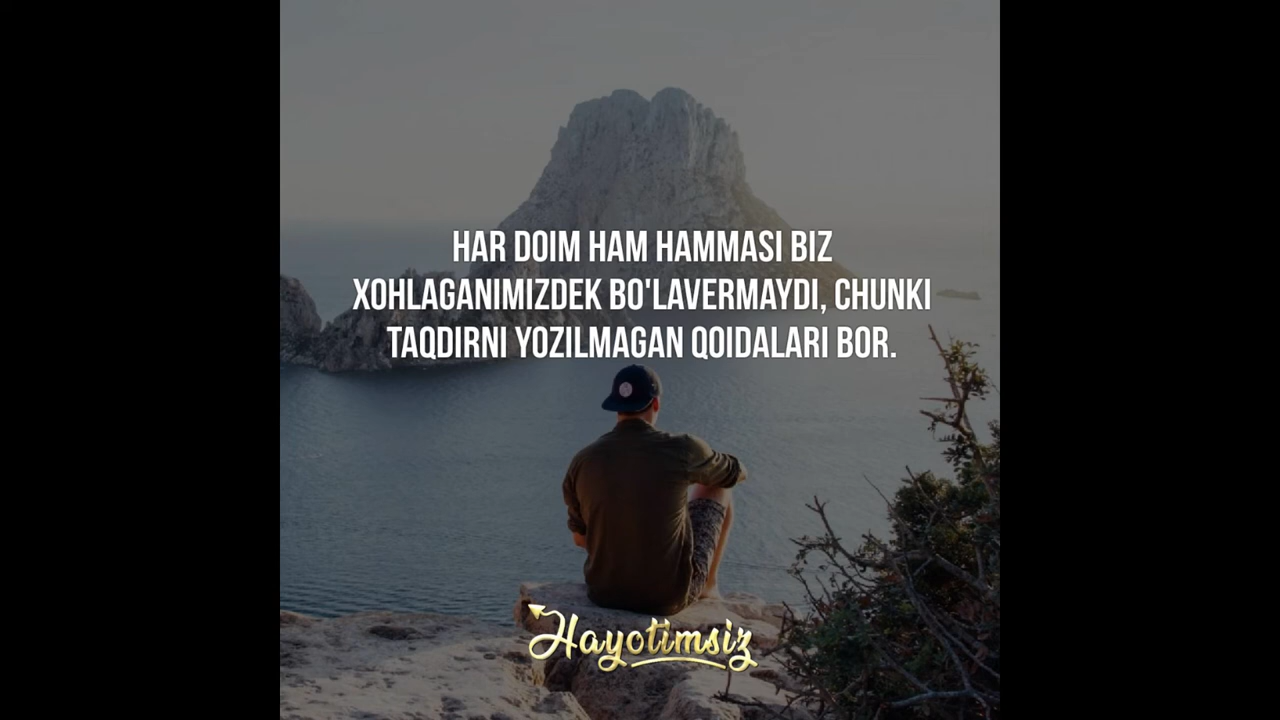 HAR DOIM HAM HAMMASI BIZ
XOHLAGANIMIZDEK BO'LAVERMAYDI, CHUNKI
TAQDIRNI YOZILMAGAN QOIDALARI BOR.
Hayotimsiz